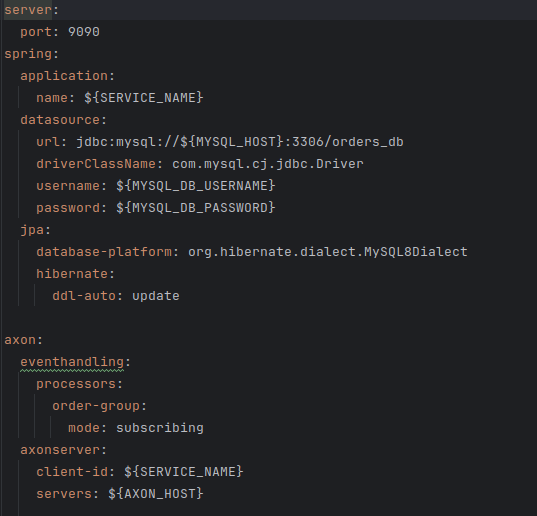 server:
  port: 9090
spring:
  application:
    name: ${SERVICE_NAME}
  datasource:
    url: jdbc:mysql://${MYSQL_HOST}:3306/orders_db
    driverClassName: com.mysql.cj.jdbc.Driver
    username: ${MYSQL_DB_USERNAME}
    password: ${MYSQL_DB_PASSWORD}
  jpa:
    database-platform: org.hibernate.dialect.MySQL8Dialect
    hibernate:
      ddl-auto: update

axon:
  eventhandling:
    processors:
      order-group:
        mode: subscribing
  axonserver:
    client-id: ${SERVICE_NAME}
    servers: ${AXON_HOST}